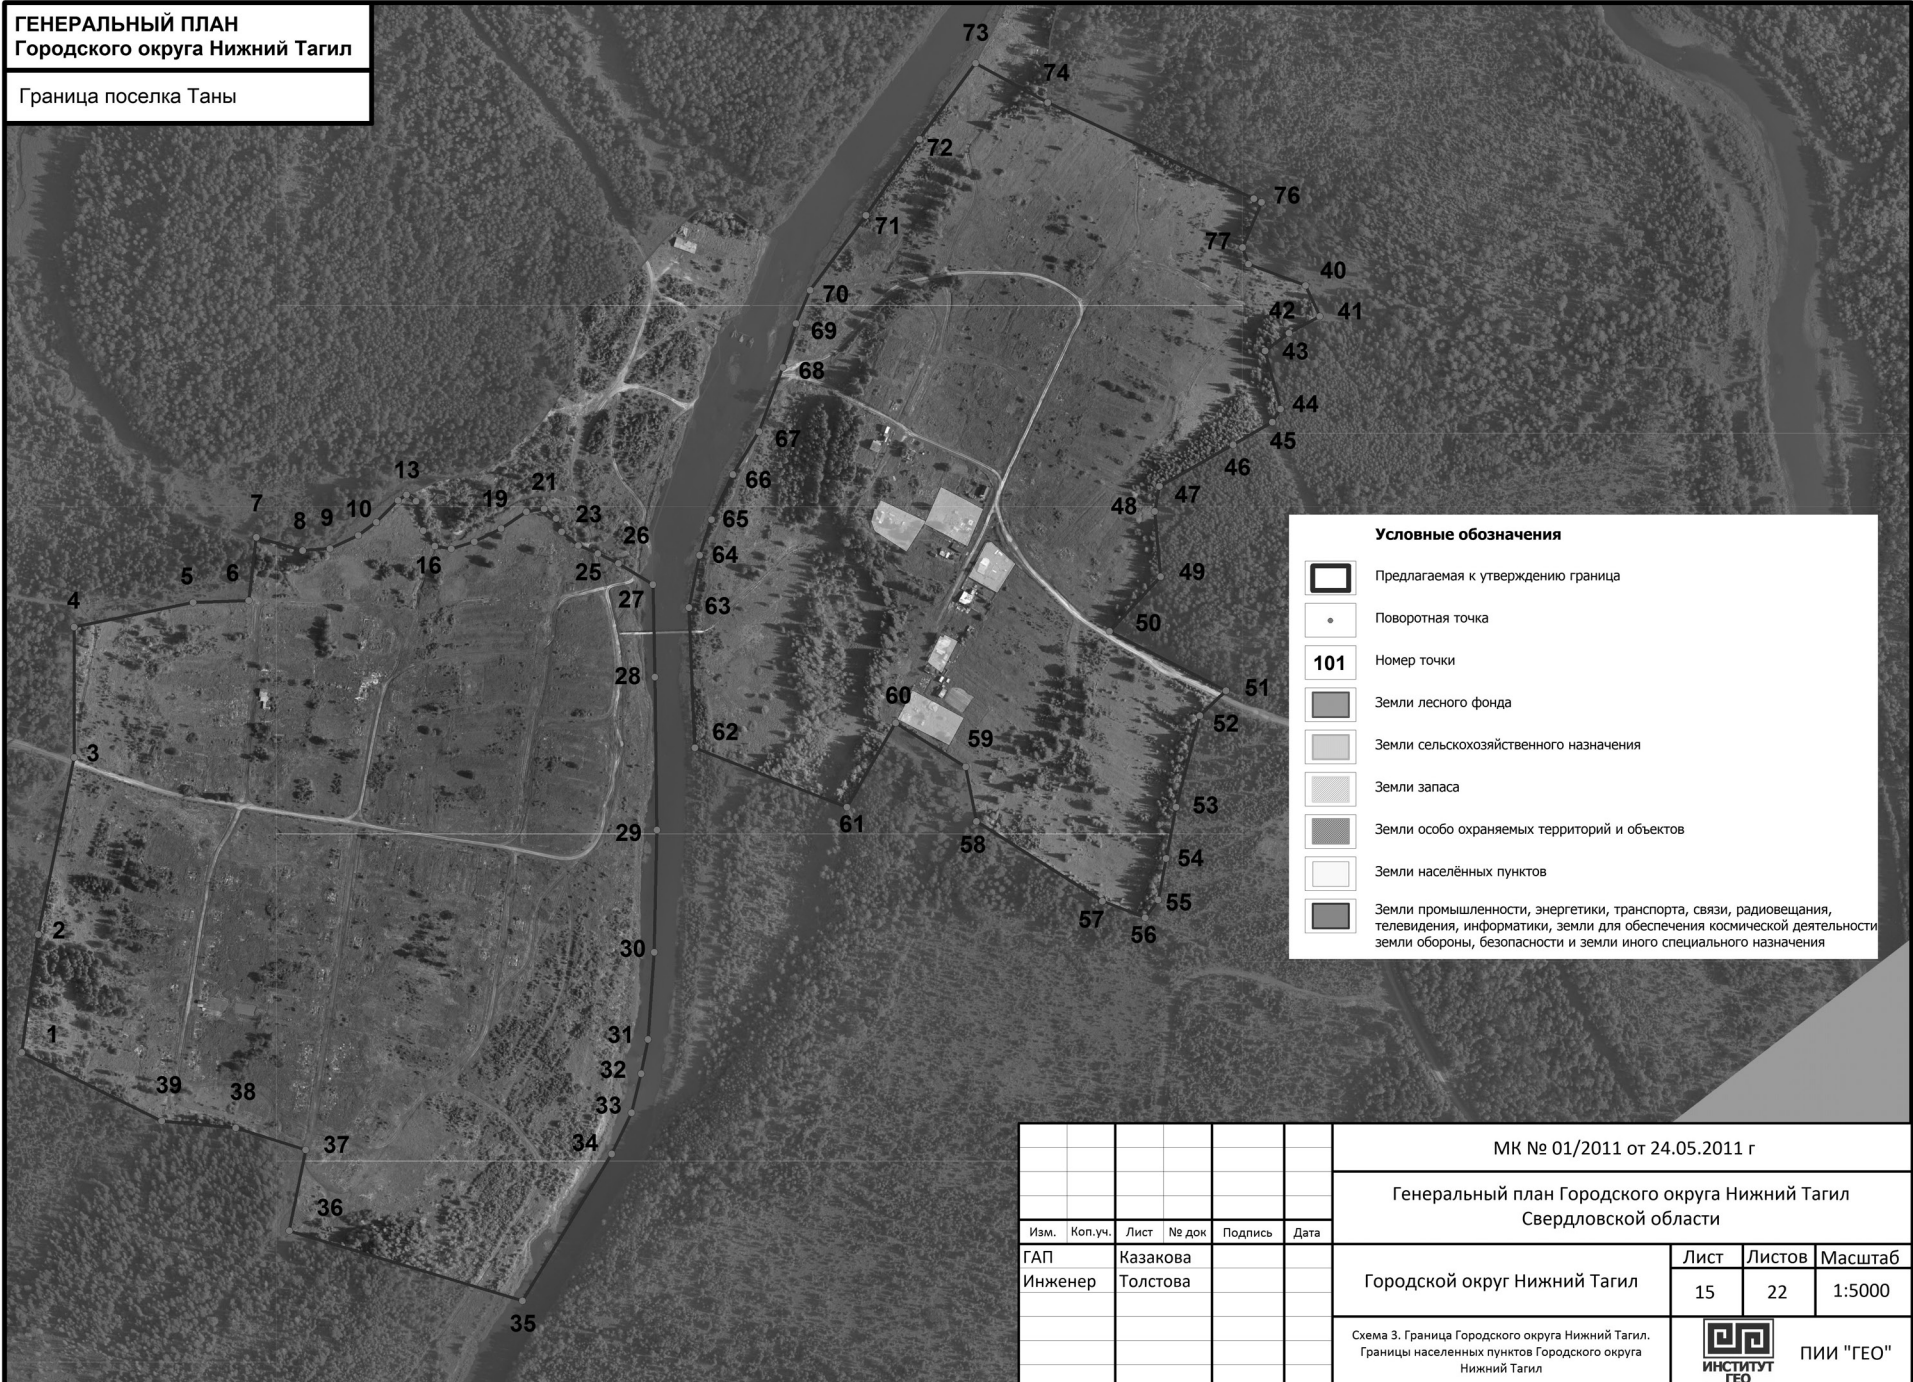 ГЕНЕРАЛЬНЫЙ ПЛАН
Городского округа Нижний Тагил
Граница поселка Таны
73
74
72
76
71
77
40
70
42
41
69
43
68
44
67
45
46
13
66
47
48
7
10
19
21
65
8
9
23
26
64
16
25
49
5
6
27
63
4
50
28
51
60
52
62
59
3
53
61
29
58
54
55
57
56
2
30
1
31
32
39
38
33
34
37
36
35
Условные обозначения
Предлагаемая к утверждению граница
Поворотная точка
101 Номер точки
Земли лесного фонда
Земли сельскохозяйственного назначения
Земли запаса
Земли особо охраняемых территорий и объектов
Земли населённых пунктов
Земли промышленности, энергетики, транспорта, связи, радиовещания,
телевидения, информатики, земли для обеспечения космической деятельности
земли обороны, безопасности и земли иного специального назначения
МК № 01/2011 от 24.05.2011 г
Генеральный план Городского округа Нижний Тагил
Свердловской области
Изм. Кол.уч. Лист № док Подпись Дата
ГАП Казакова
Инженер Толстова
Городской округ Нижний Тагил
Лист Листов Масштаб
15 22 1:5000
Схема 3. Граница Городского округа Нижний Тагил.
Границы населенных пунктов Городского округа
Нижний Тагил
ИНСТИТУТ
ГЕО
ПИИ "ГЕО"